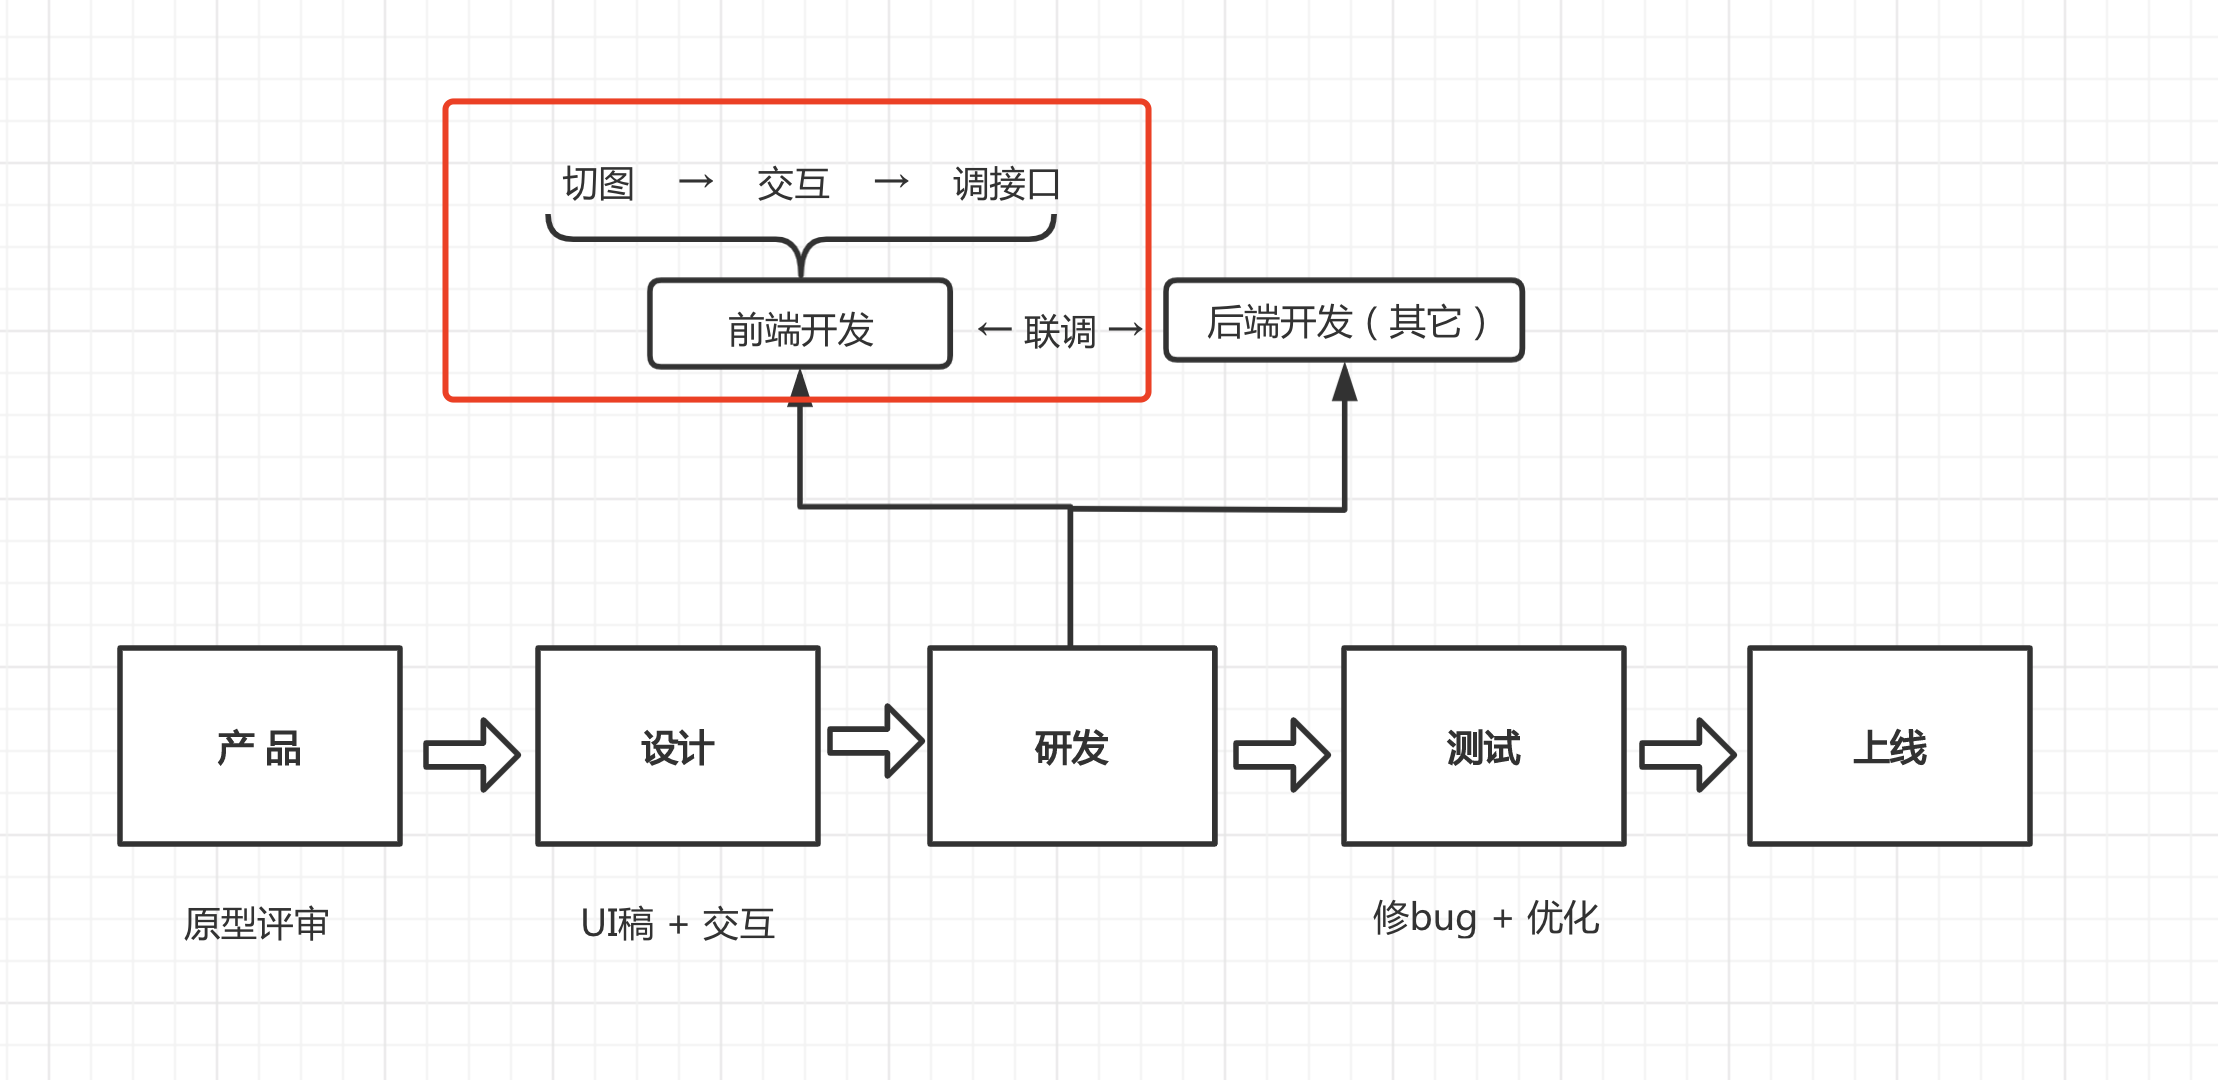 切图 → 交互 → 调接口
前端开发
← 联调 →
后端开发（其它）
产 品
设计
研发
测试
上线
原型评审
UI稿 + 交互
修bug + 优化